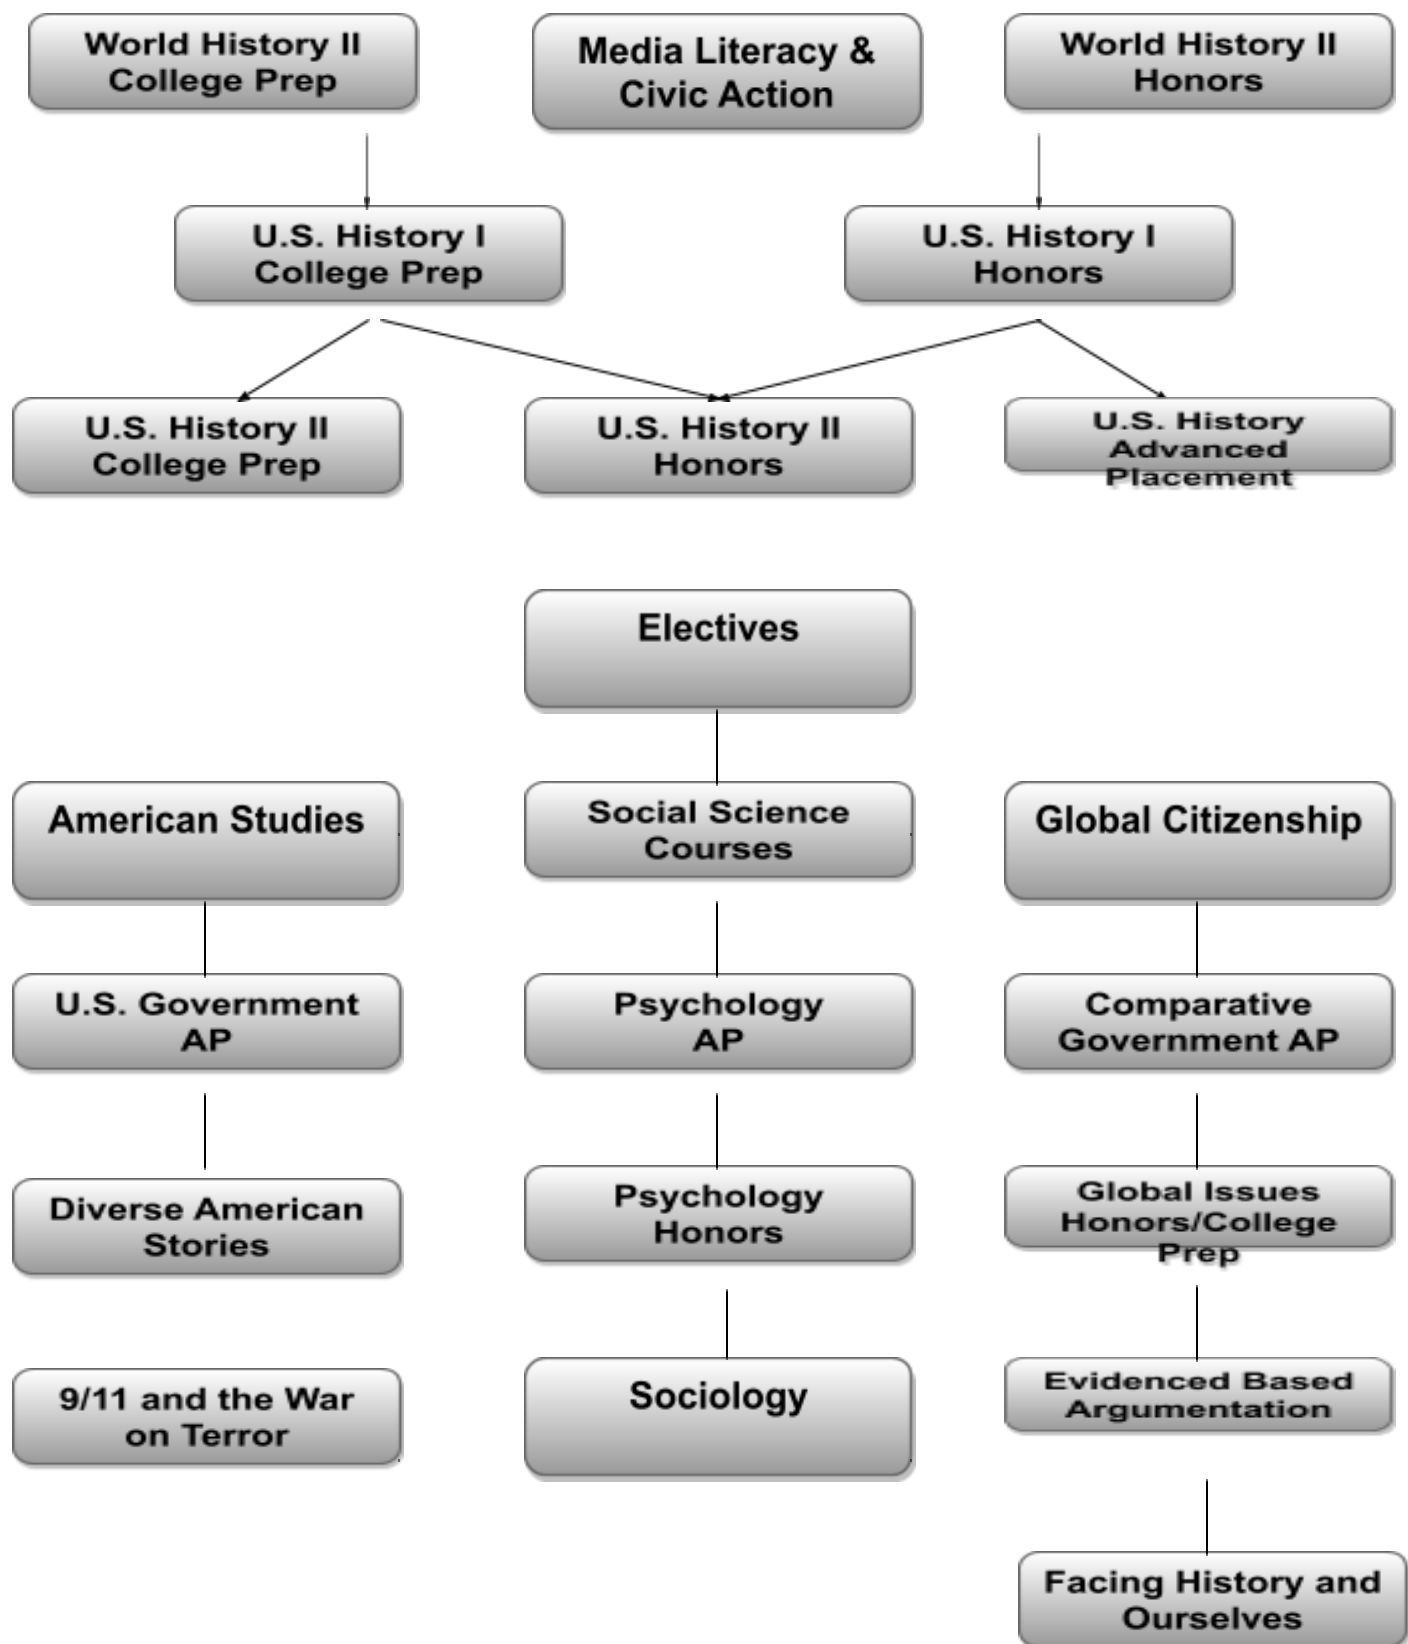 World History II
College Prep
Media Literacy &
Civic Action
World History II
Honors
U.S. History I
College Prep
U.S. History I
Honors
U.S. History II
College Prep
U.S. History II
Honors
U.S. History
Advanced
Placement
Electives
American Studies
Social Science
Courses
Global Citizenship
U.S. Government
AP
Psychology
AP
Comparative
Government AP
Diverse American
Stories
Psychology
Honors
Global Issues
Honors/College
Prep
9/11 and the War
on Terror
Sociology
Evidenced Based
Argumentation
Facing History and
Ourselves